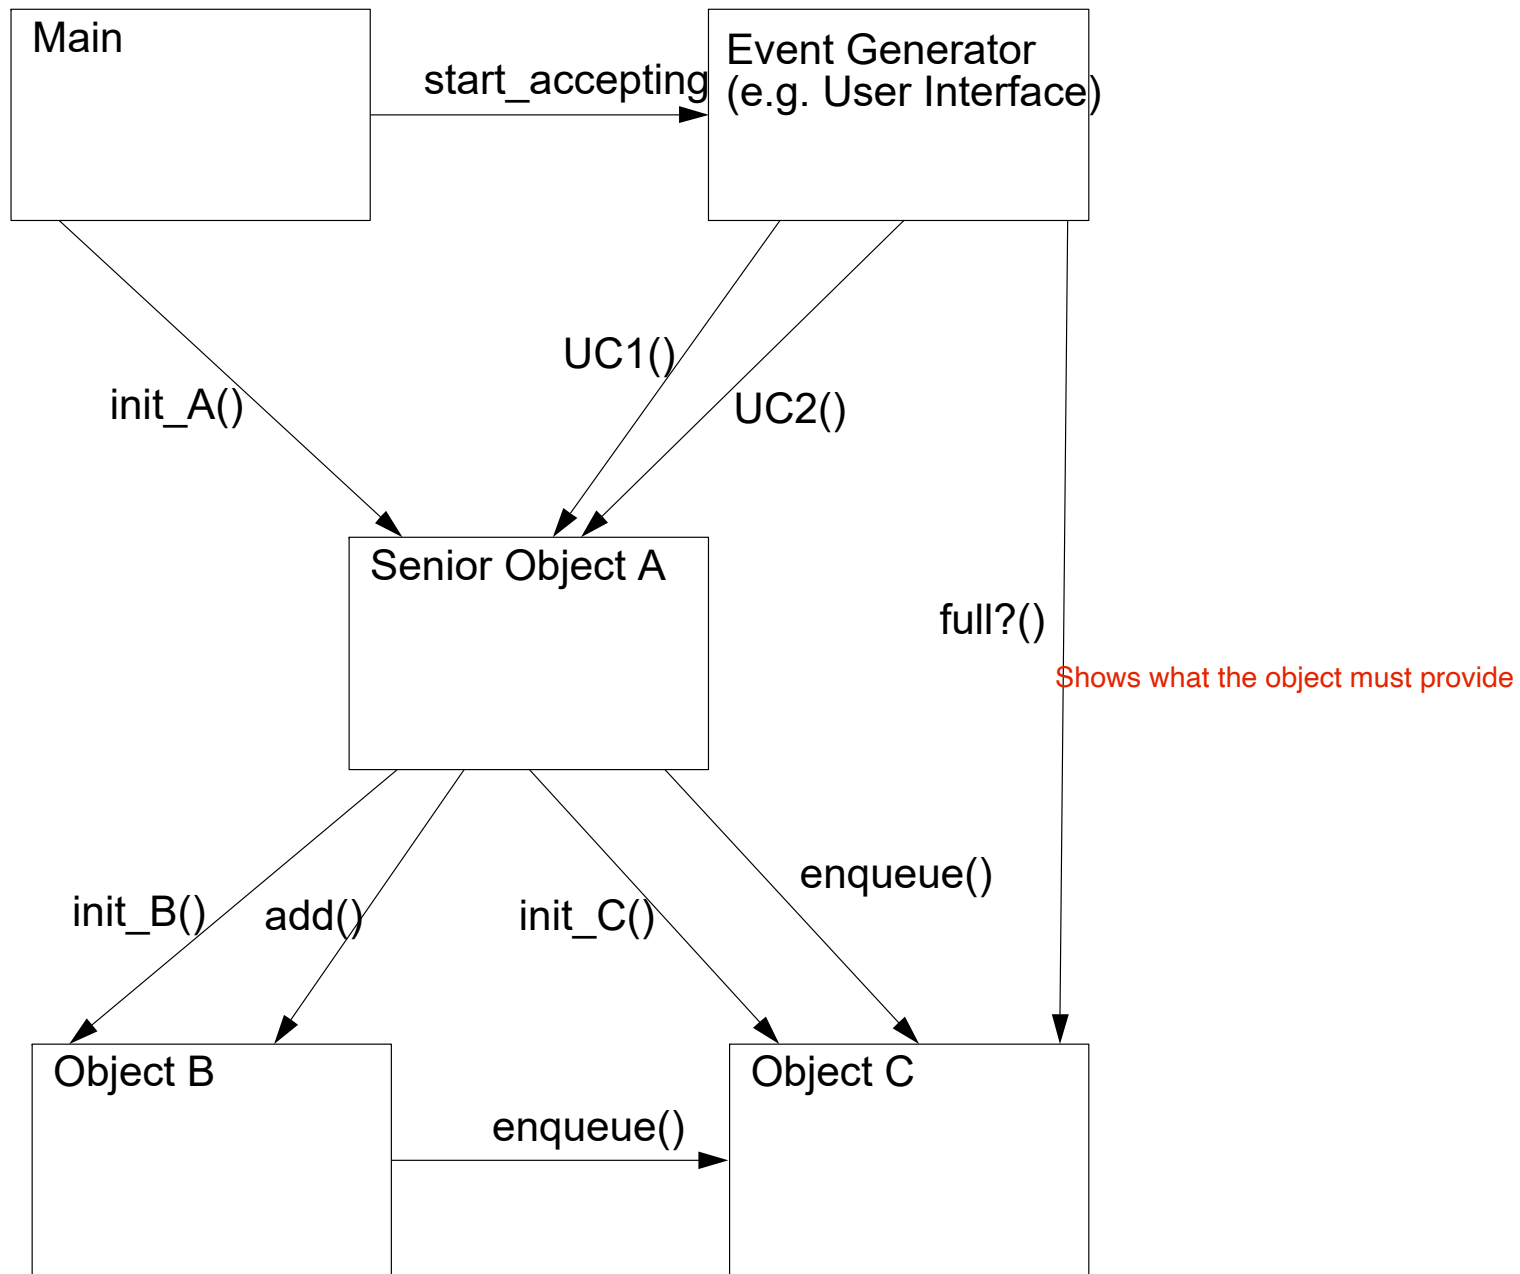 Main
Event Generator
(e.g. User Interface)
start_accepting
UC1()
UC2()
init_A()
Senior Object A
full?()
Shows what the object must provide
enqueue()
init_B()
add()
init_C()
Object B
Object C
enqueue()